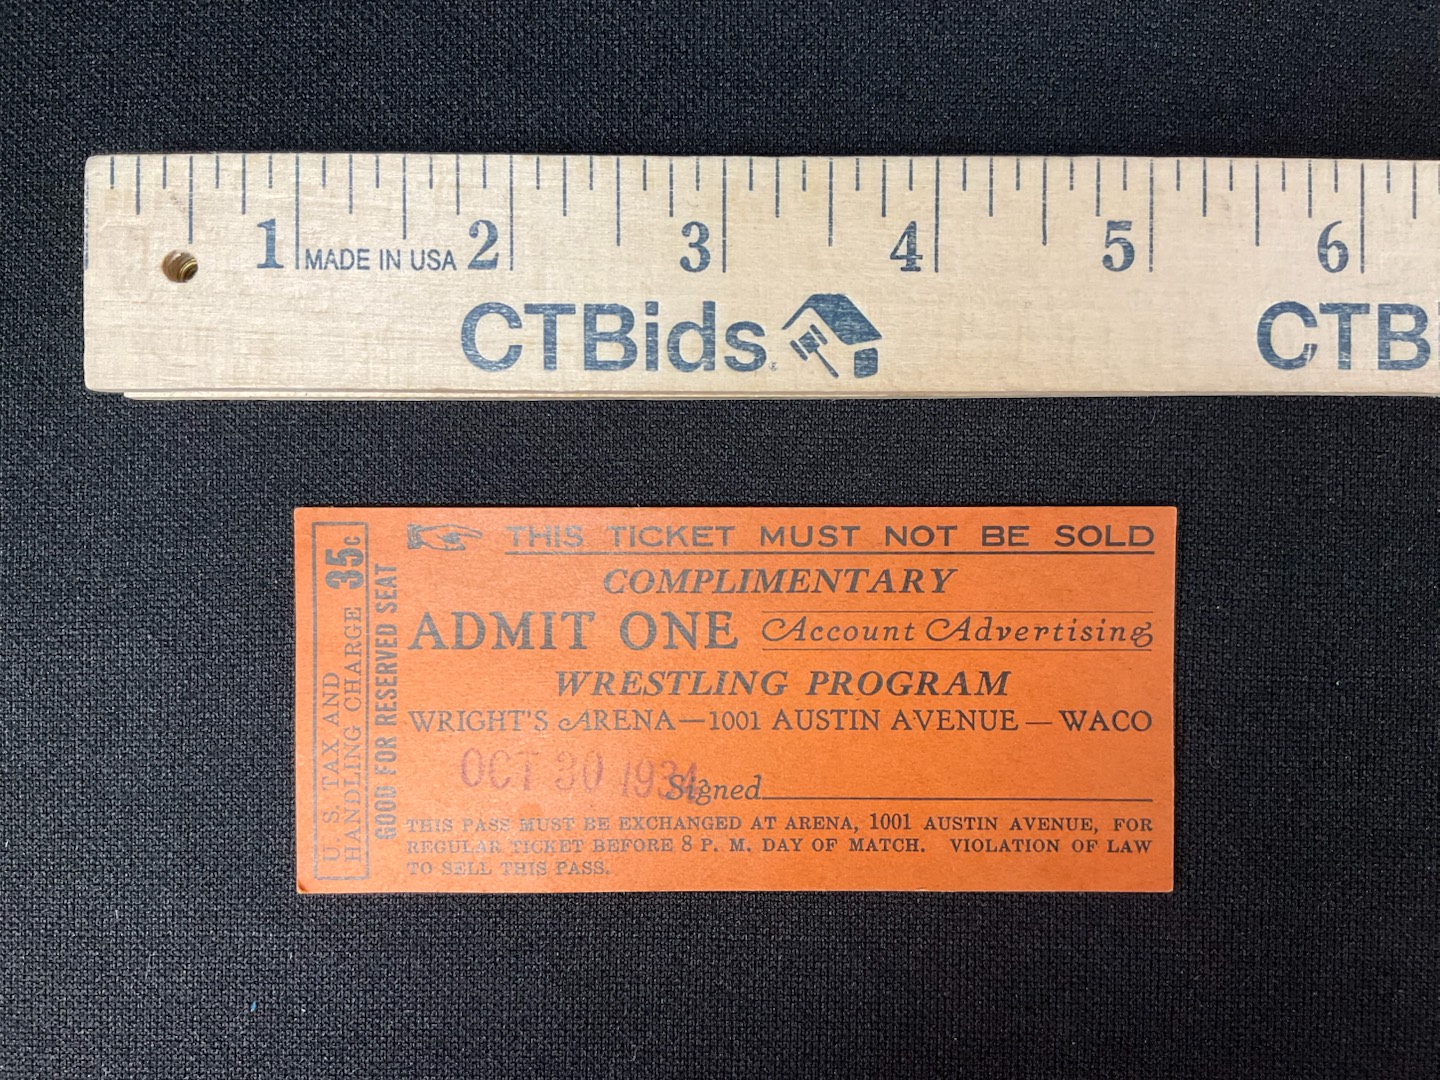 1 2 3 4 5 6
MADE IN USA
CTBids CTB
THIS TICKET MUST NOT BE SOLD
COMPLIMENTARY
ADMIT ONE Account Advertising
WRESTLING PROGRAM
WRIGHT'S ARENA—1001 AUSTIN AVENUE—WACO
OCT 30 1934
Signed
THIS PASS MUST BE EXCHANGED AT ARENA, 1001 AUSTIN AVENUE, FOR
REGULAR TICKET BEFORE 8 P. M. DAY OF MATCH. VIOLATION OF LAW
TO SELL THIS PASS.
U. S. TAX AND
HANDLING CHARGE 35c
GOOD FOR RESERVED SEAT